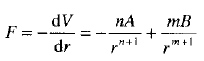 F = −dV/dr = −nA/r^{n+1} + mB/r^{m+1}